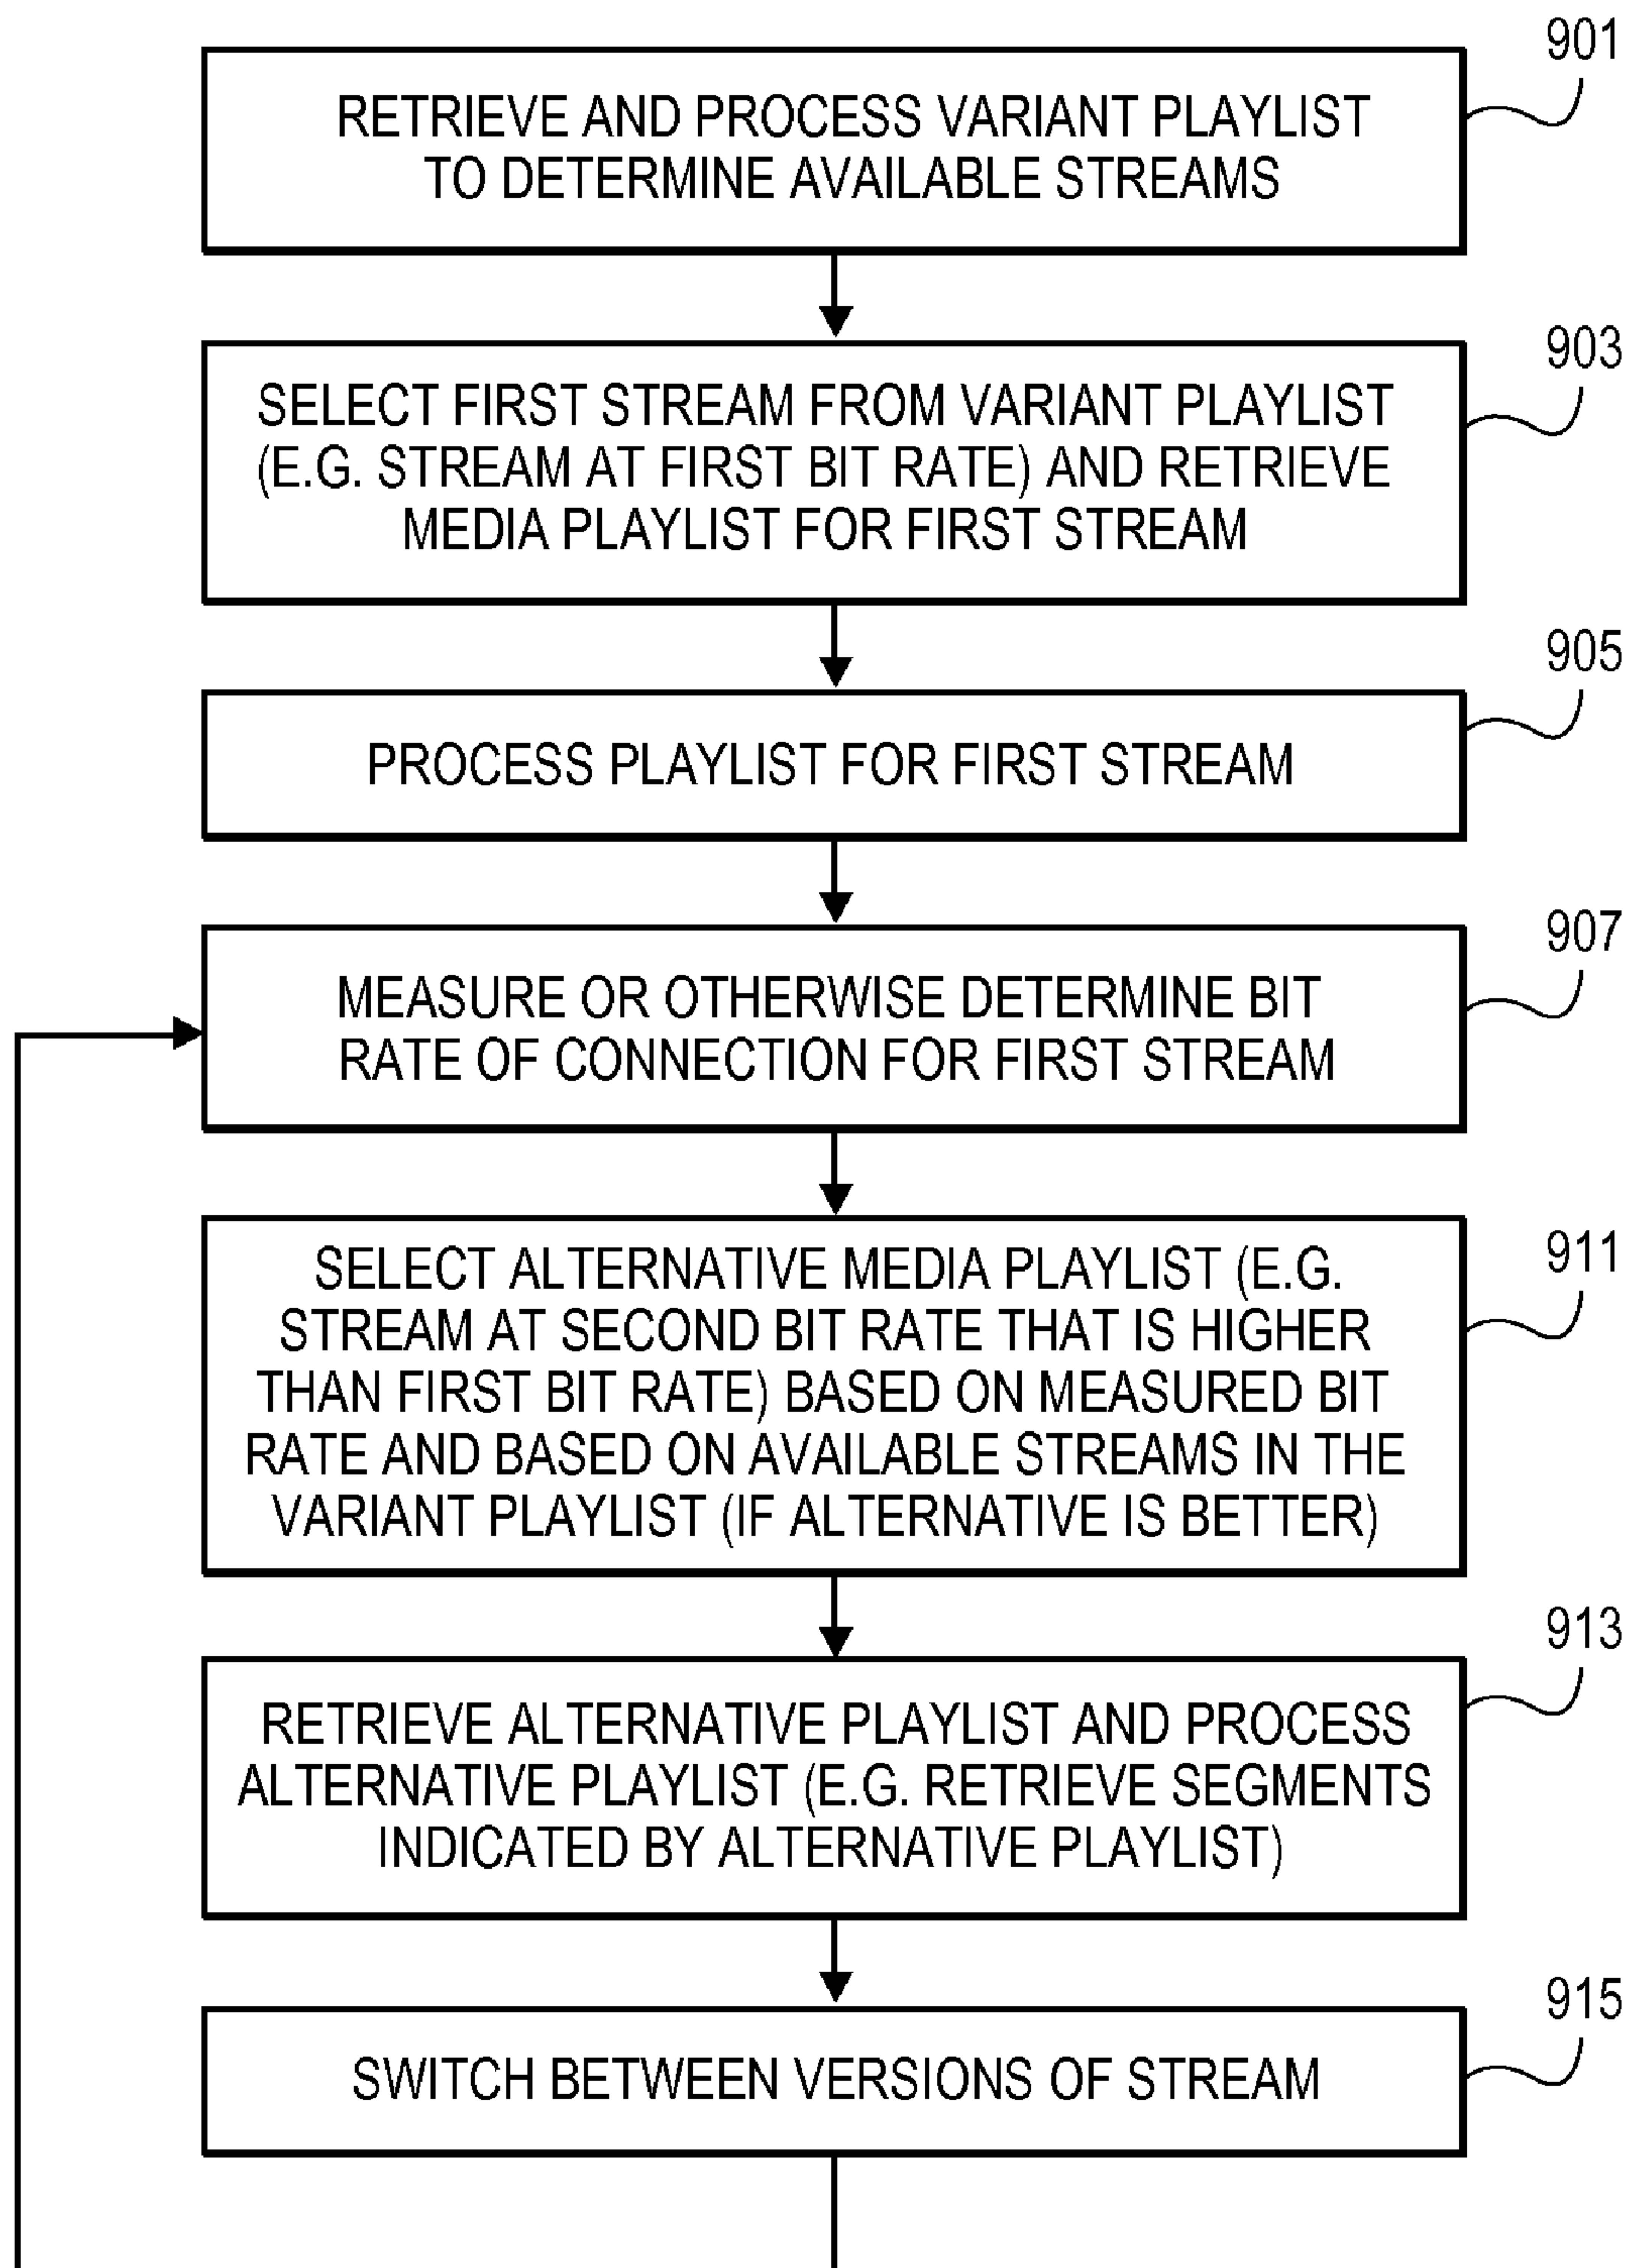 901
RETRIEVE AND PROCESS VARIANT PLAYLIST
TO DETERMINE AVAILABLE STREAMS
903
SELECT FIRST STREAM FROM VARIANT PLAYLIST
(E.G. STREAM AT FIRST BIT RATE) AND RETRIEVE
MEDIA PLAYLIST FOR FIRST STREAM
905
PROCESS PLAYLIST FOR FIRST STREAM
907
MEASURE OR OTHERWISE DETERMINE BIT
RATE OF CONNECTION FOR FIRST STREAM
911
SELECT ALTERNATIVE MEDIA PLAYLIST (E.G.
STREAM AT SECOND BIT RATE THAT IS HIGHER
THAN FIRST BIT RATE) BASED ON MEASURED BIT
RATE AND BASED ON AVAILABLE STREAMS IN THE
VARIANT PLAYLIST (IF ALTERNATIVE IS BETTER)
913
RETRIEVE ALTERNATIVE PLAYLIST AND PROCESS
ALTERNATIVE PLAYLIST (E.G. RETRIEVE SEGMENTS
INDICATED BY ALTERNATIVE PLAYLIST)
915
SWITCH BETWEEN VERSIONS OF STREAM